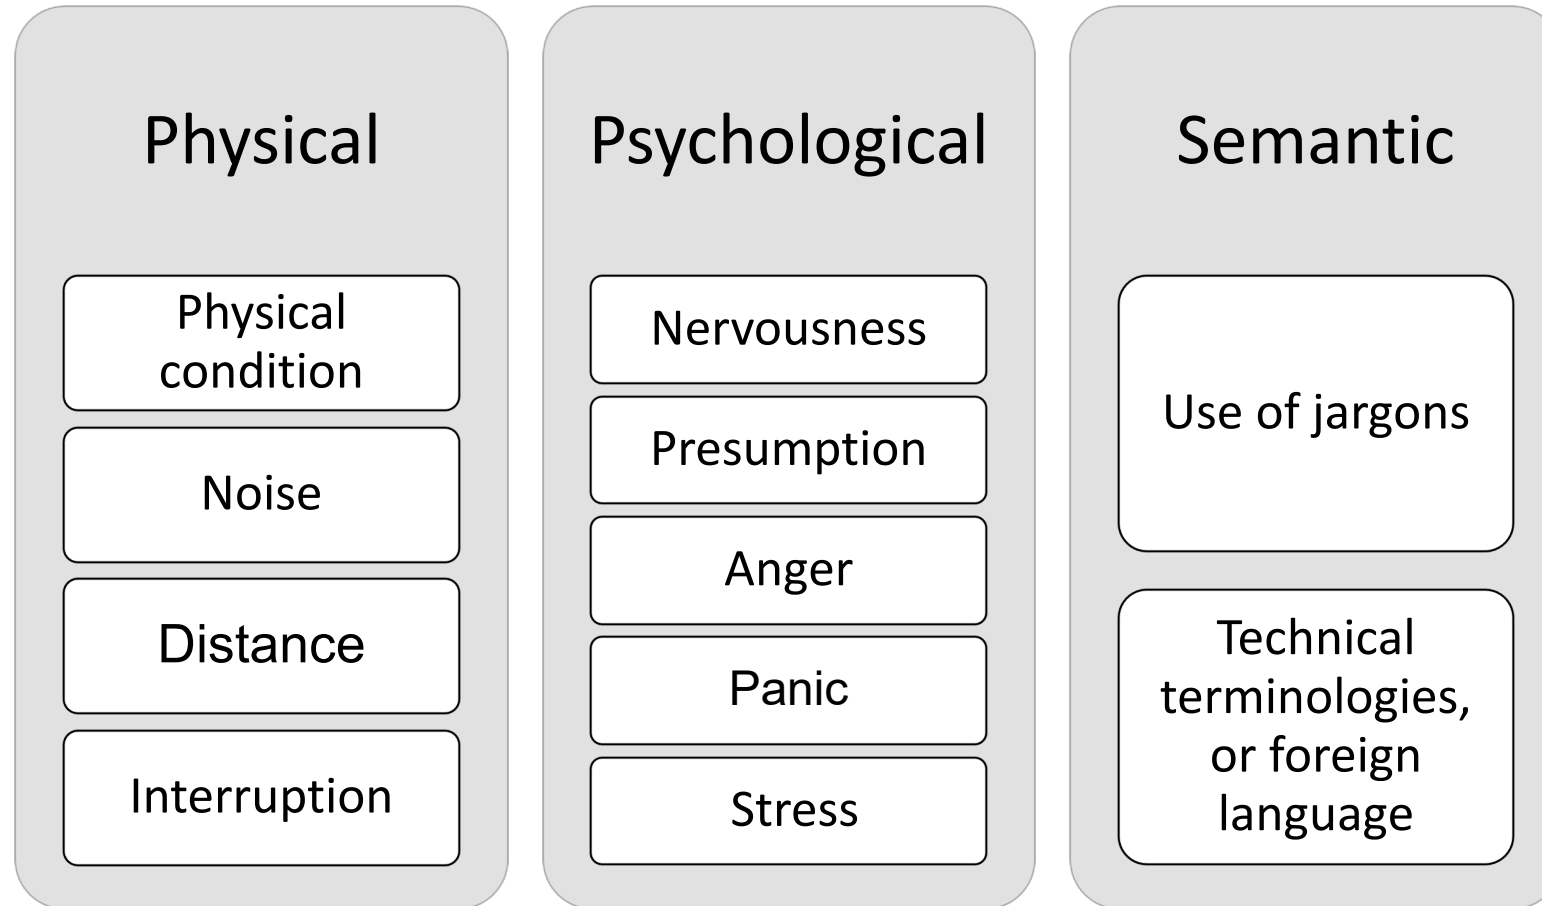 Physical
Physical
condition
Noise
Distance
Interruption
Psychological
Nervousness
Presumption
Anger
Panic
Stress
Semantic
Use of jargons
Technical
terminologies,
or foreign
language